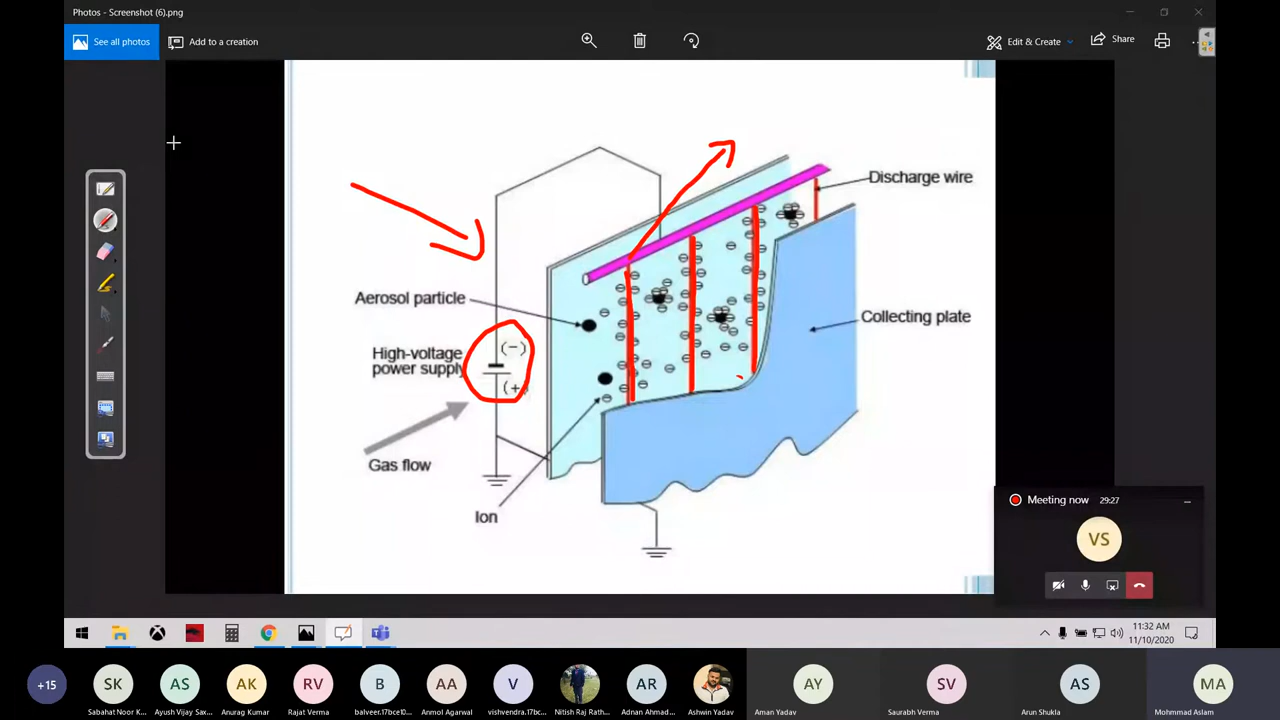 Photos - Screenshot (6).png
See all photos
Add to a creation
Edit & Create
Share
Discharge wire
Aerosol particle
Collecting plate
(−)
High-voltage
power supply
(+)
Gas flow
Ion
Meeting now 29:27
VS
11:32 AM
11/10/2020
+15
SK
AS
AK
RV
B
AA
V
AR
AY
SV
AS
MA
Sabahat Noor K...
Ayush Vijay Sax...
Anurag Kumar
Rajat Verma
balveer.17bce10...
Anmol Agarwal
vishvendra.17bc...
Nitish Raj Rath...
Adnan Ahmad...
Ashwin Yadav
Aman Yadav
Saurabh Verma
Arun Shukla
Mohmmad Aslam